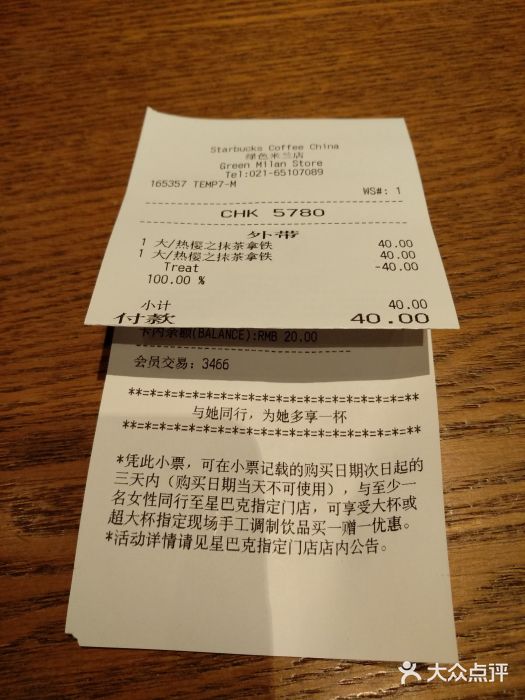 Starbucks Coffee China
绿色米兰店
Green Milan Store
Tel:021-65107089
165357 TEMP7-M
WS#: 1
CHK 5780
外带
1 大/热樱之抹茶拿铁 40.00
1 大/热樱之抹茶拿铁 40.00
Treat -40.00
100.00 %
小计 40.00
付款 40.00
卡内余额(BALANCE):RMB 20.00
会员交易: 3466
**=*=*=*=*=*=*=*=*=*=*=*=*=*=*=**
与她同行，为她多享一杯
**=*=*=*=*=*=*=*=*=*=*=*=*=*=*=**
*凭此小票，可在小票记载的购买日期次日起的
三天内（购买日期当天不可使用），与至少一
名女性同行至星巴克指定门店，可享受大杯或
超大杯指定现场手工调制饮品买一赠一优惠。
*活动详情请见星巴克指定门店店内公告。
大众点评